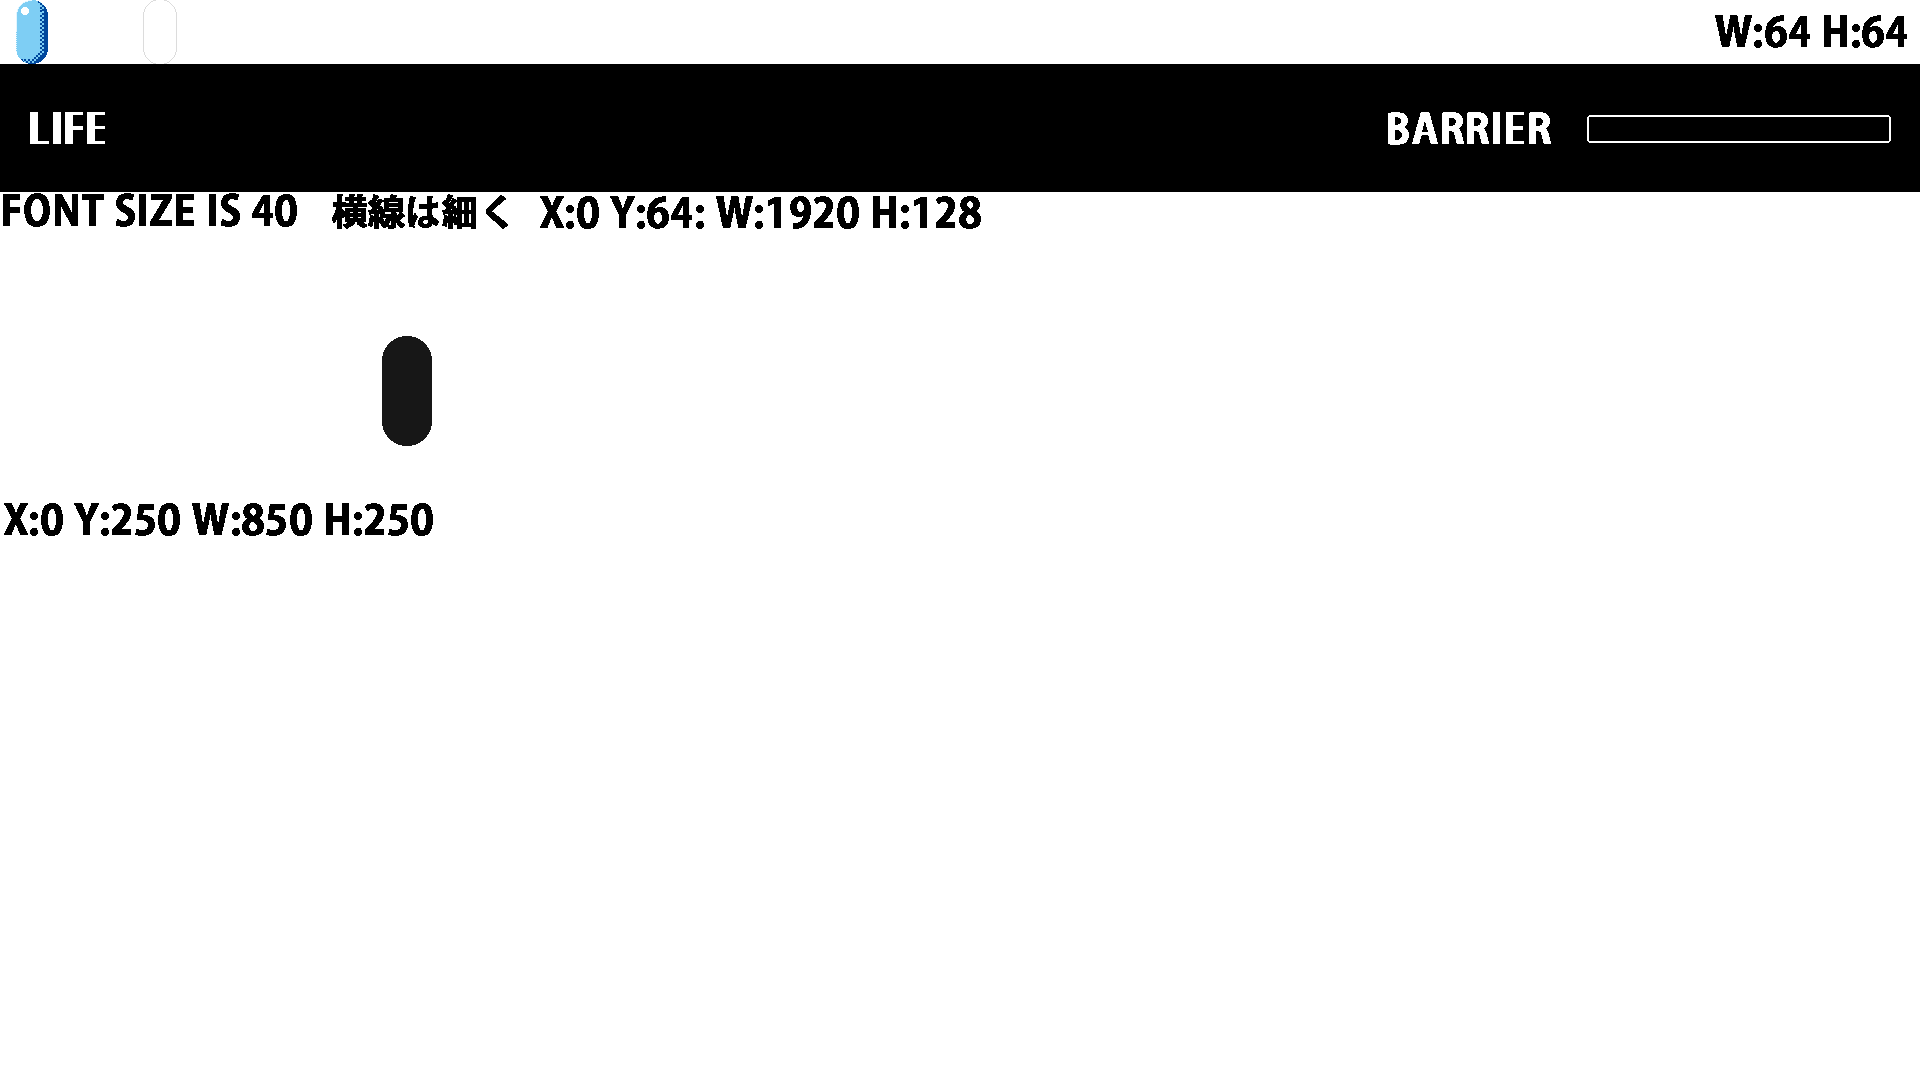 W:64 H:64
LIFE
BARRIER
FONT SIZE IS 40 横線は細く X:0 Y:64: W:1920 H:128
X:0 Y:250 W:850 H:250